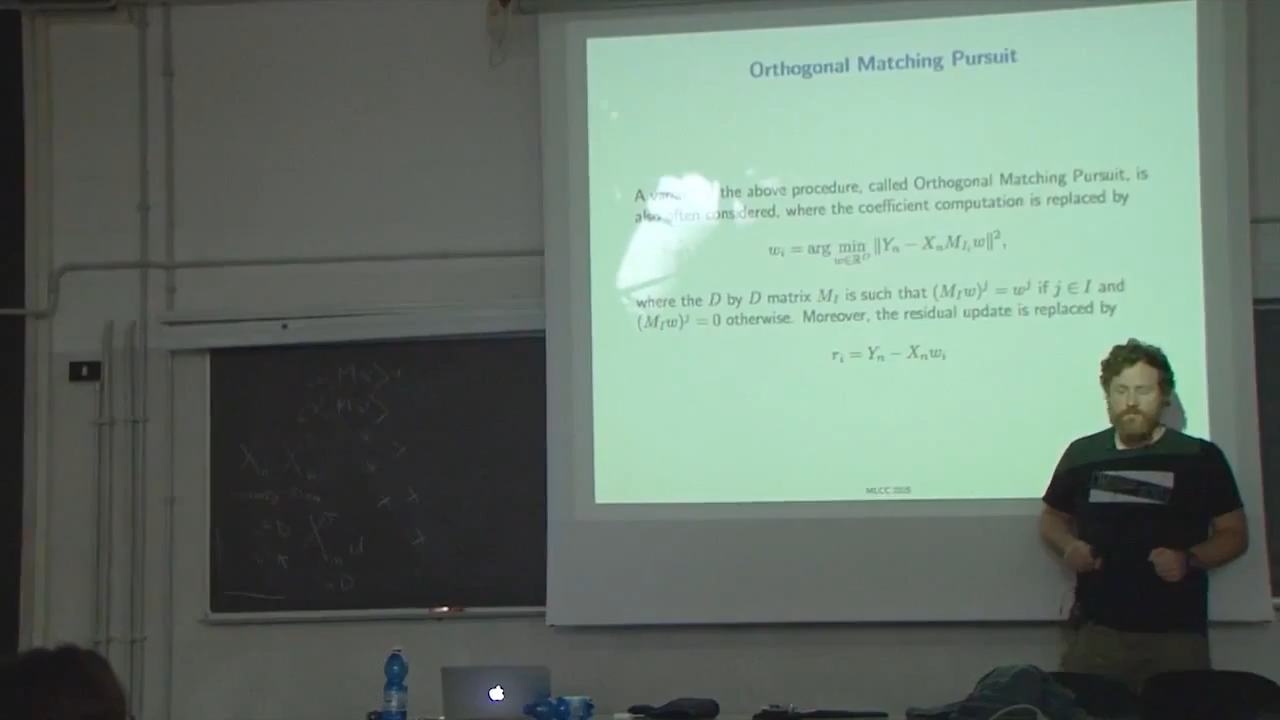 Orthogonal Matching Pursuit
A the above procedure, called Orthogonal Matching Pursuit, is
also often considered, where the coefficient computation is replaced by
w_i = arg min_{w∈ℝ^D} ‖Y_n − X_n M_{I_i} w‖²,
where the D by D matrix M_I is such that (M_I w)^j = w^j if j ∈ I and
(M_I w)^j = 0 otherwise. Moreover, the residual update is replaced by
r_i = Y_n − X_n w_i
MLCC 2015